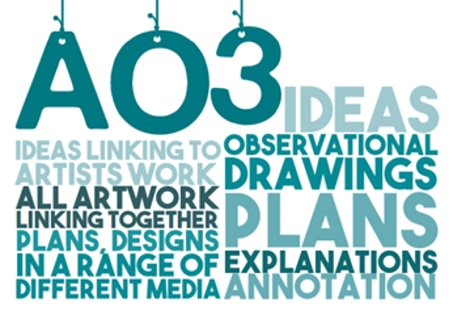 AO3
IDEAS
IDEAS LINKING TO
ARTISTS WORK
ALL ARTWORK
LINKING TOGETHER
PLANS, DESIGNS
IN A RANGE OF
DIFFERENT MEDIA
OBSERVATIONAL
DRAWINGS
PLANS
EXPLANATIONS
ANNOTATION